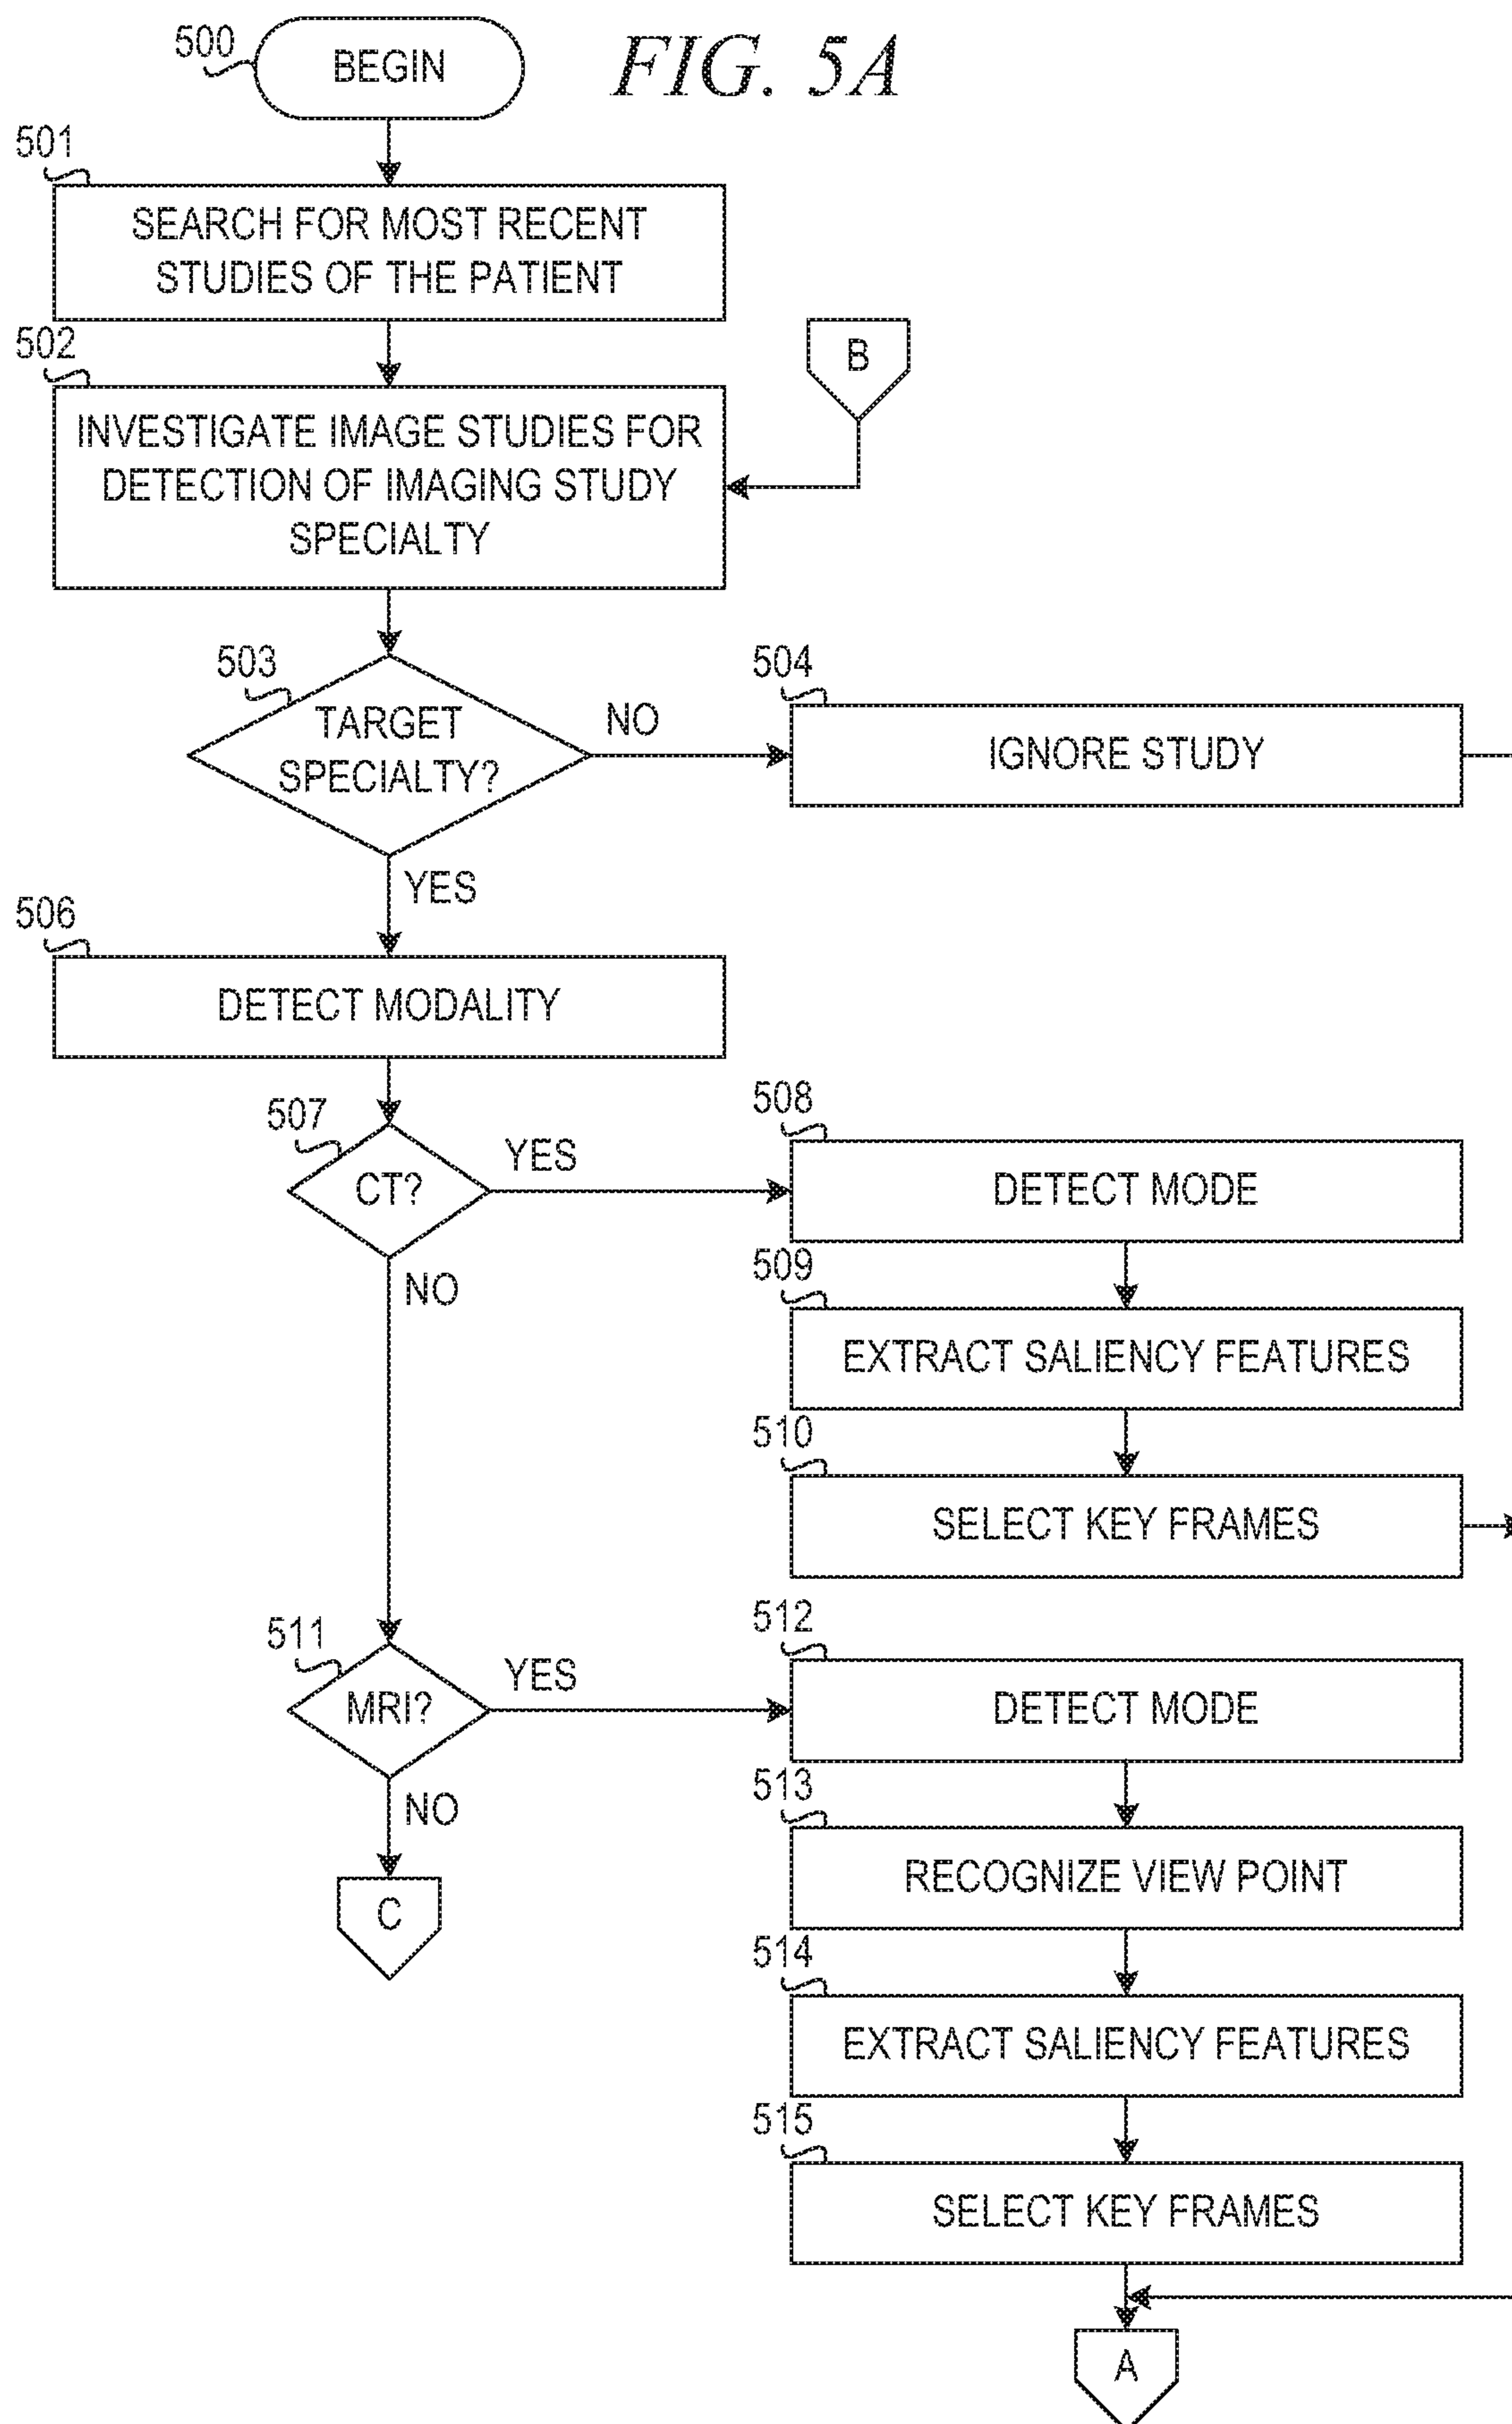 500
BEGIN
FIG. 5A
501
SEARCH FOR MOST RECENT
STUDIES OF THE PATIENT
502
INVESTIGATE IMAGE STUDIES FOR
DETECTION OF IMAGING STUDY
SPECIALTY
B
503
TARGET
SPECIALTY?
NO
504
IGNORE STUDY
YES
506
DETECT MODALITY
507
CT?
YES
508
DETECT MODE
NO
509
EXTRACT SALIENCY FEATURES
510
SELECT KEY FRAMES
511
MRI?
YES
512
DETECT MODE
NO
513
RECOGNIZE VIEW POINT
C
514
EXTRACT SALIENCY FEATURES
515
SELECT KEY FRAMES
A